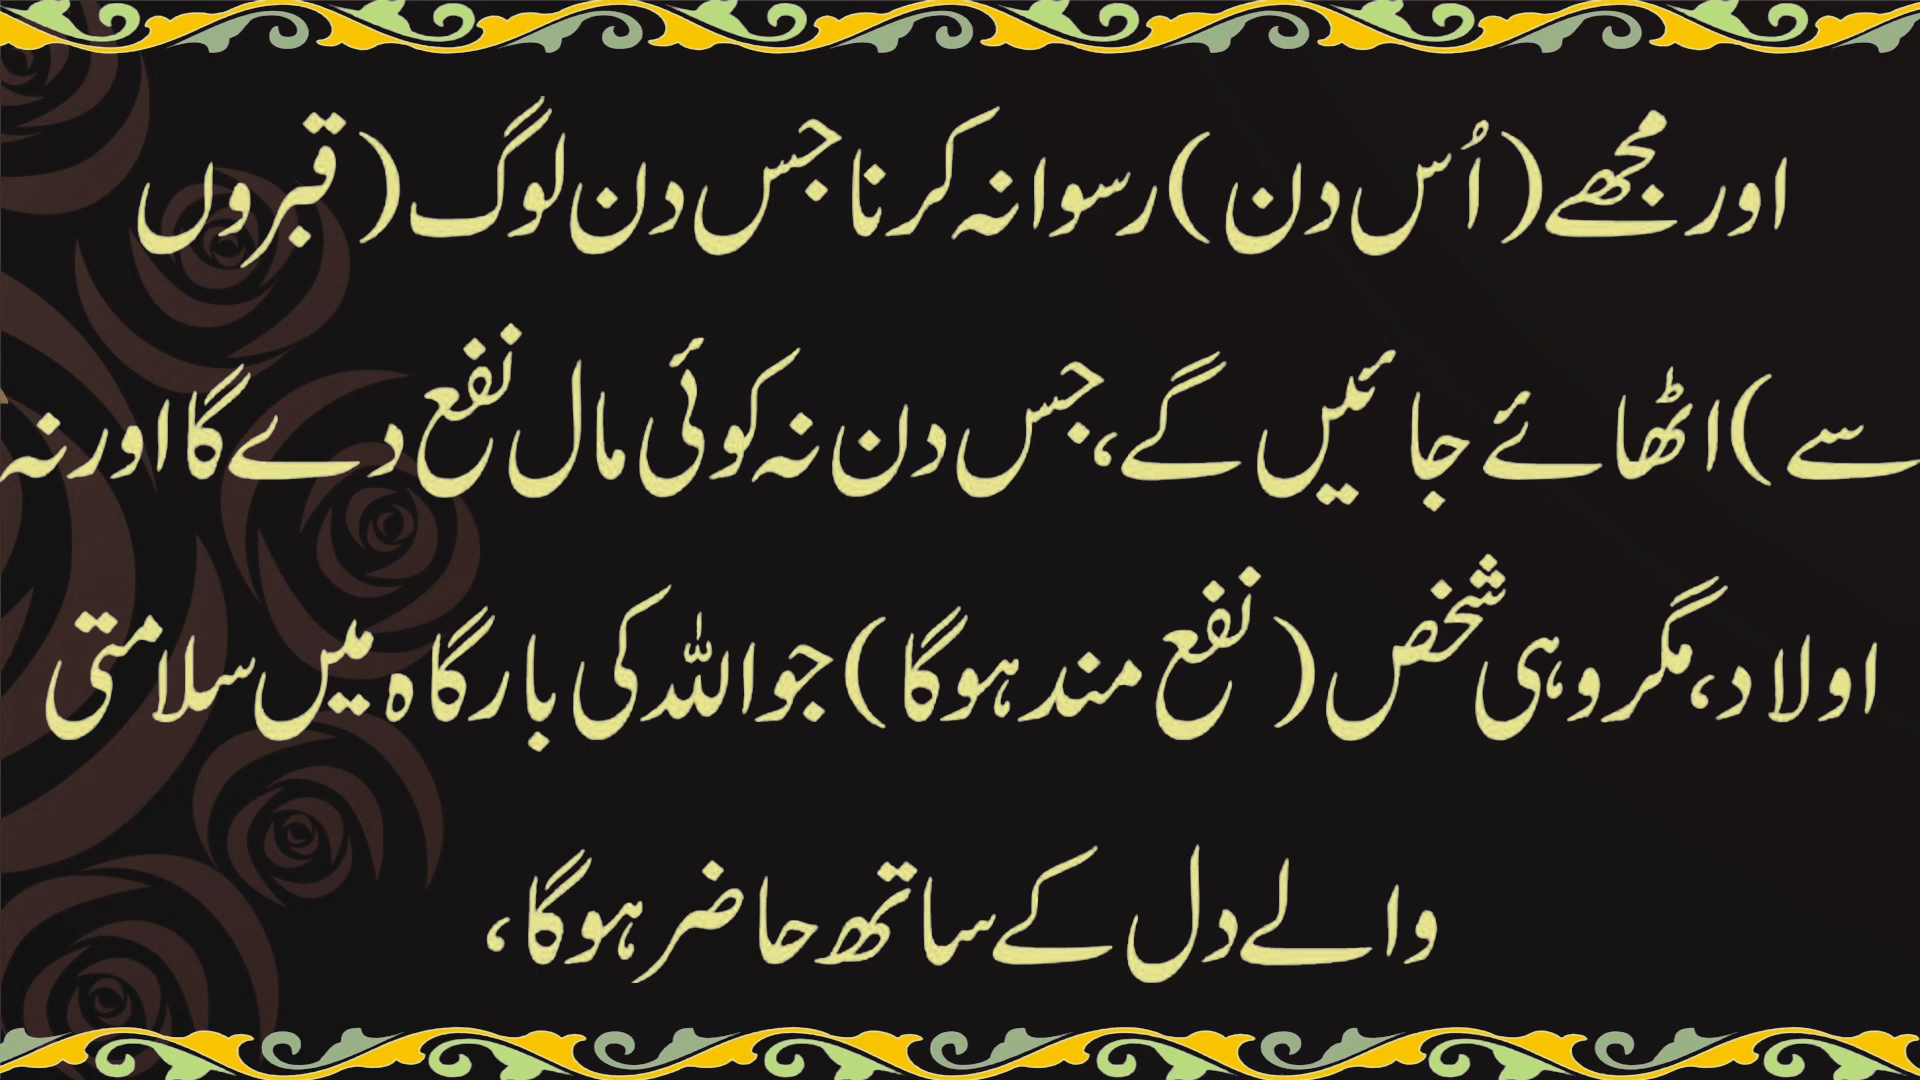 اور مجھے (اُس دن) رسوا نہ کرنا جس دن لوگ (قبروں
سے) اٹھائے جائیں گے، جس دن نہ کوئی مال نفع دے گا اور نہ
اولاد، مگر وہی شخص (نفع مند ہوگا) جو اللہ کی بارگاہ میں سلامتی
والے دل کے ساتھ حاضر ہوگا،